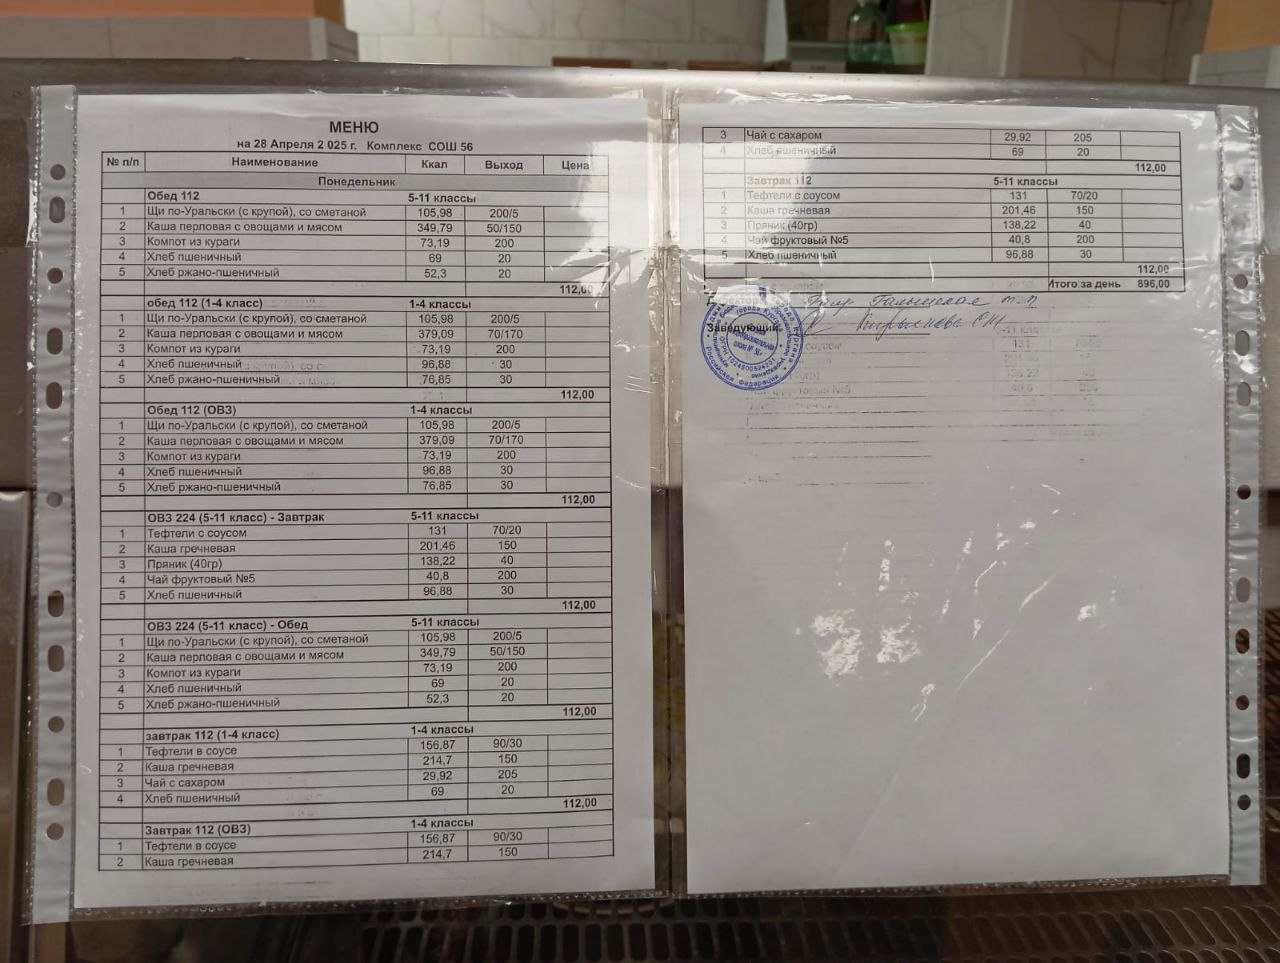 МЕНЮ
на 28 Апреля 2 025 г. Комплекс СОШ 56
№ п/п Наименование Ккал Выход Цена
Понедельник
Обед 112 5-11 классы
1 Щи по-Уральски (с крупой), со сметаной 105,98 200/5
2 Каша перловая с овощами и мясом 349,79 50/150
3 Компот из кураги 73,19 200
4 Хлеб пшеничный 69 20
5 Хлеб ржано-пшеничный 52,3 20
112,00
обед 112 (1-4 класс) 1-4 классы
1 Щи по-Уральски (с крупой), со сметаной 105,98 200/5
2 Каша перловая с овощами и мясом 379,09 70/170
3 Компот из кураги 73,19 200
4 Хлеб пшеничный 96,88 30
5 Хлеб ржано-пшеничный 76,85 30
112,00
Обед 112 (ОВЗ) 1-4 классы
1 Щи по-Уральски (с крупой), со сметаной 105,98 200/5
2 Каша перловая с овощами и мясом 379,09 70/170
3 Компот из кураги 73,19 200
4 Хлеб пшеничный 96,88 30
5 Хлеб ржано-пшеничный 76,85 30
112,00
ОВЗ 224 (5-11 класс) - Завтрак 5-11 классы
1 Тефтели с соусом 131 70/20
2 Каша гречневая 201,46 150
3 Пряник (40гр) 138,22 40
4 Чай фруктовый №5 40,8 200
5 Хлеб пшеничный 96,88 30
112,00
ОВЗ 224 (5-11 класс) - Обед 5-11 классы
1 Щи по-Уральски (с крупой), со сметаной 105,98 200/5
2 Каша перловая с овощами и мясом 349,79 50/150
3 Компот из кураги 73,19 200
4 Хлеб пшеничный 69 20
5 Хлеб ржано-пшеничный 52,3 20
112,00
завтрак 112 (1-4 класс) 1-4 классы
1 Тефтели в соусе 156,87 90/30
2 Каша гречневая 214,7 150
3 Чай с сахаром 29,92 205
4 Хлеб пшеничный 69 20
112,00
Завтрак 112 (ОВЗ) 1-4 классы
1 Тефтели в соусе 156,87 90/30
2 Каша гречневая 214,7 150
3 Чай с сахаром 29,92 205
4 Хлеб пшеничный 69 20
112,00
Завтрак 112 5-11 классы
1 Тефтели с соусом 131 70/20
2 Каша гречневая 201,46 150
3 Пряник (40гр) 138,22 40
4 Чай фруктовый №5 40,8 200
5 Хлеб пшеничный 96,88 30
112,00
Итого за день 896,00
Заведующий